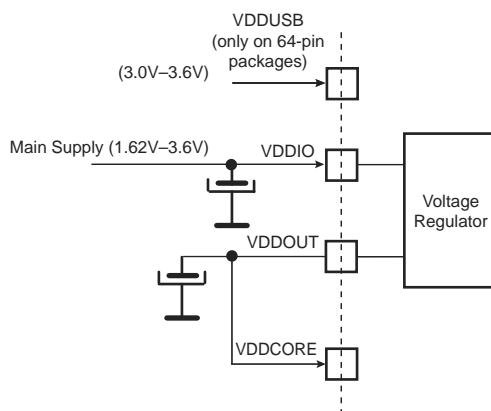 VDDUSB
(only on 64-pin
packages)
(3.0V–3.6V)
Main Supply (1.62V–3.6V)
VDDIO
Voltage
Regulator
VDDOUT
VDDCORE